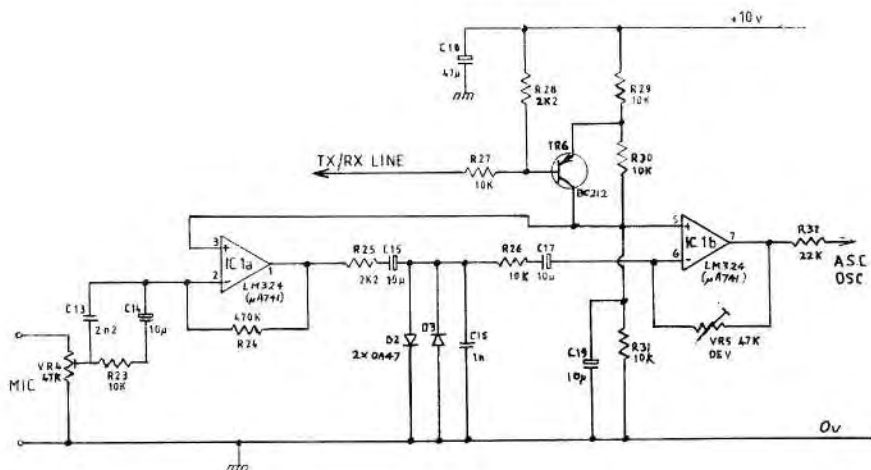 +10v
C18
47µ
R28
2K2
R29
10K
TX/RX LINE
R27
10K
TR6
BC212
R30
10K
3
+
IC1a
1
2
-
LM324
(µA741)
R25
2K2
C15
10µ
R26
10K
C17
10µ
5
+
IC1b
7
6
-
LM324
(µA741)
R32
22K
A.S.C
OSC.
C13
2n2
C14
10µ
470K
R24
VR4
47K
R23
10K
MIC
D2
2XOA47
D3
C15
1n
C19
10µ
R31
10K
VR5 47K
DEV
0v